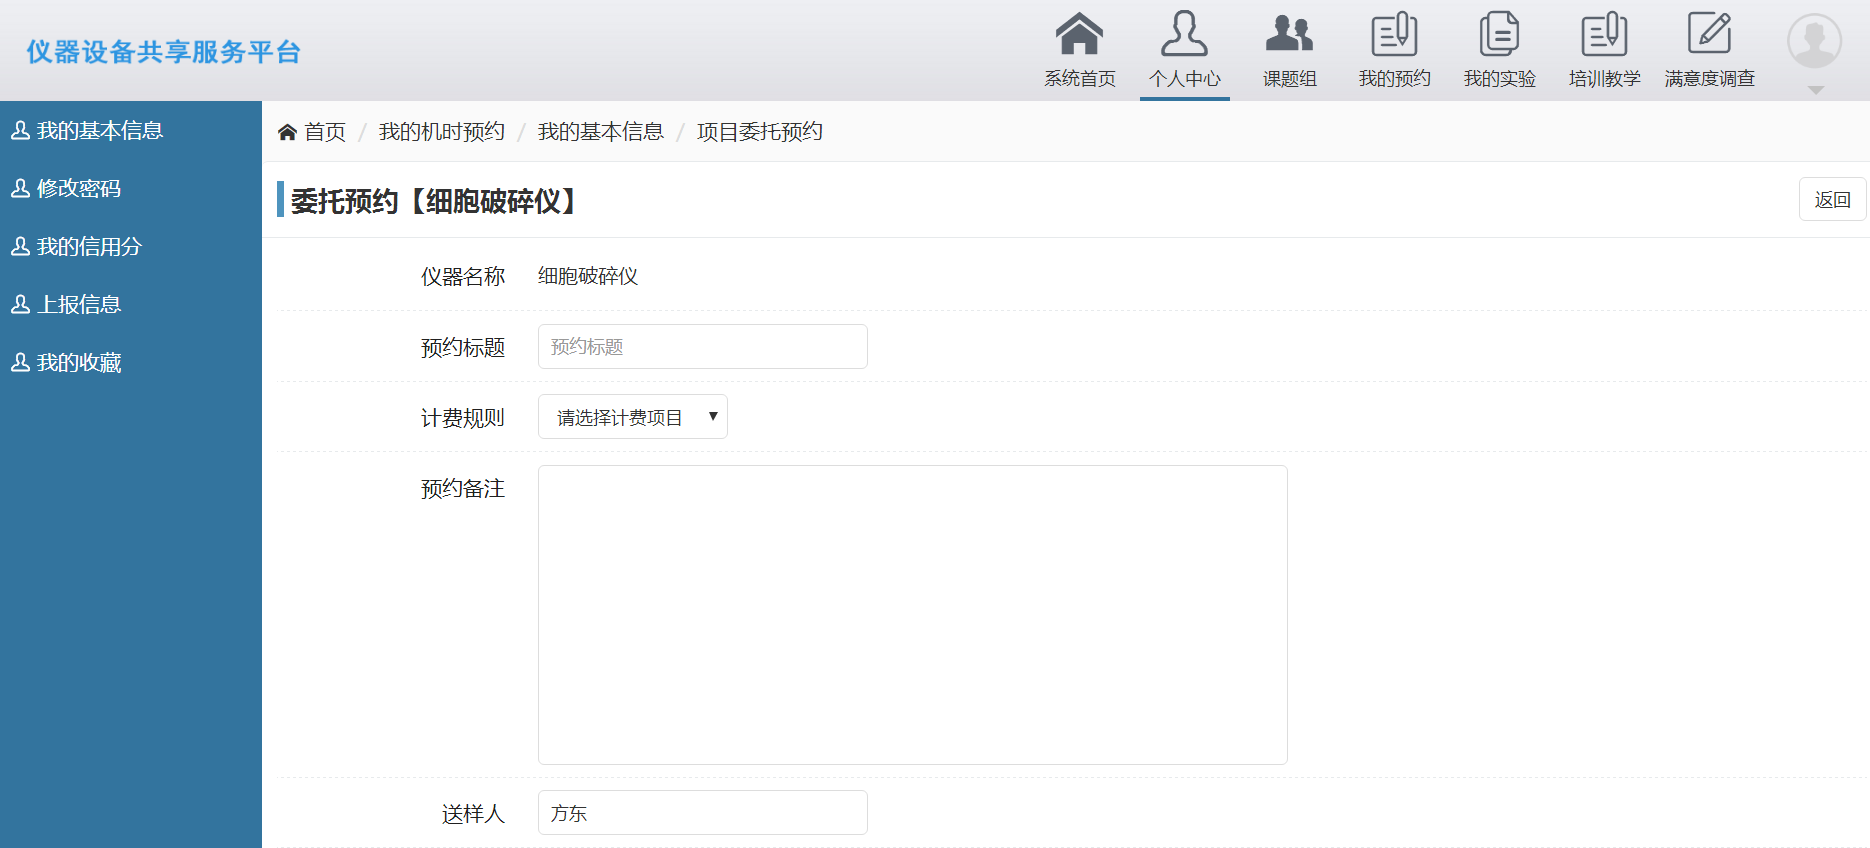 仪器设备共享服务平台
系统首页 个人中心 课题组 我的预约 我的实验 培训教学 满意度调查
我的基本信息
修改密码
我的信用分
上报信息
我的收藏
首页 / 我的机时预约 / 我的基本信息 / 项目委托预约
委托预约【细胞破碎仪】
返回
仪器名称 细胞破碎仪
预约标题 预约标题
计费规则 请选择计费项目
预约备注
送样人 方东